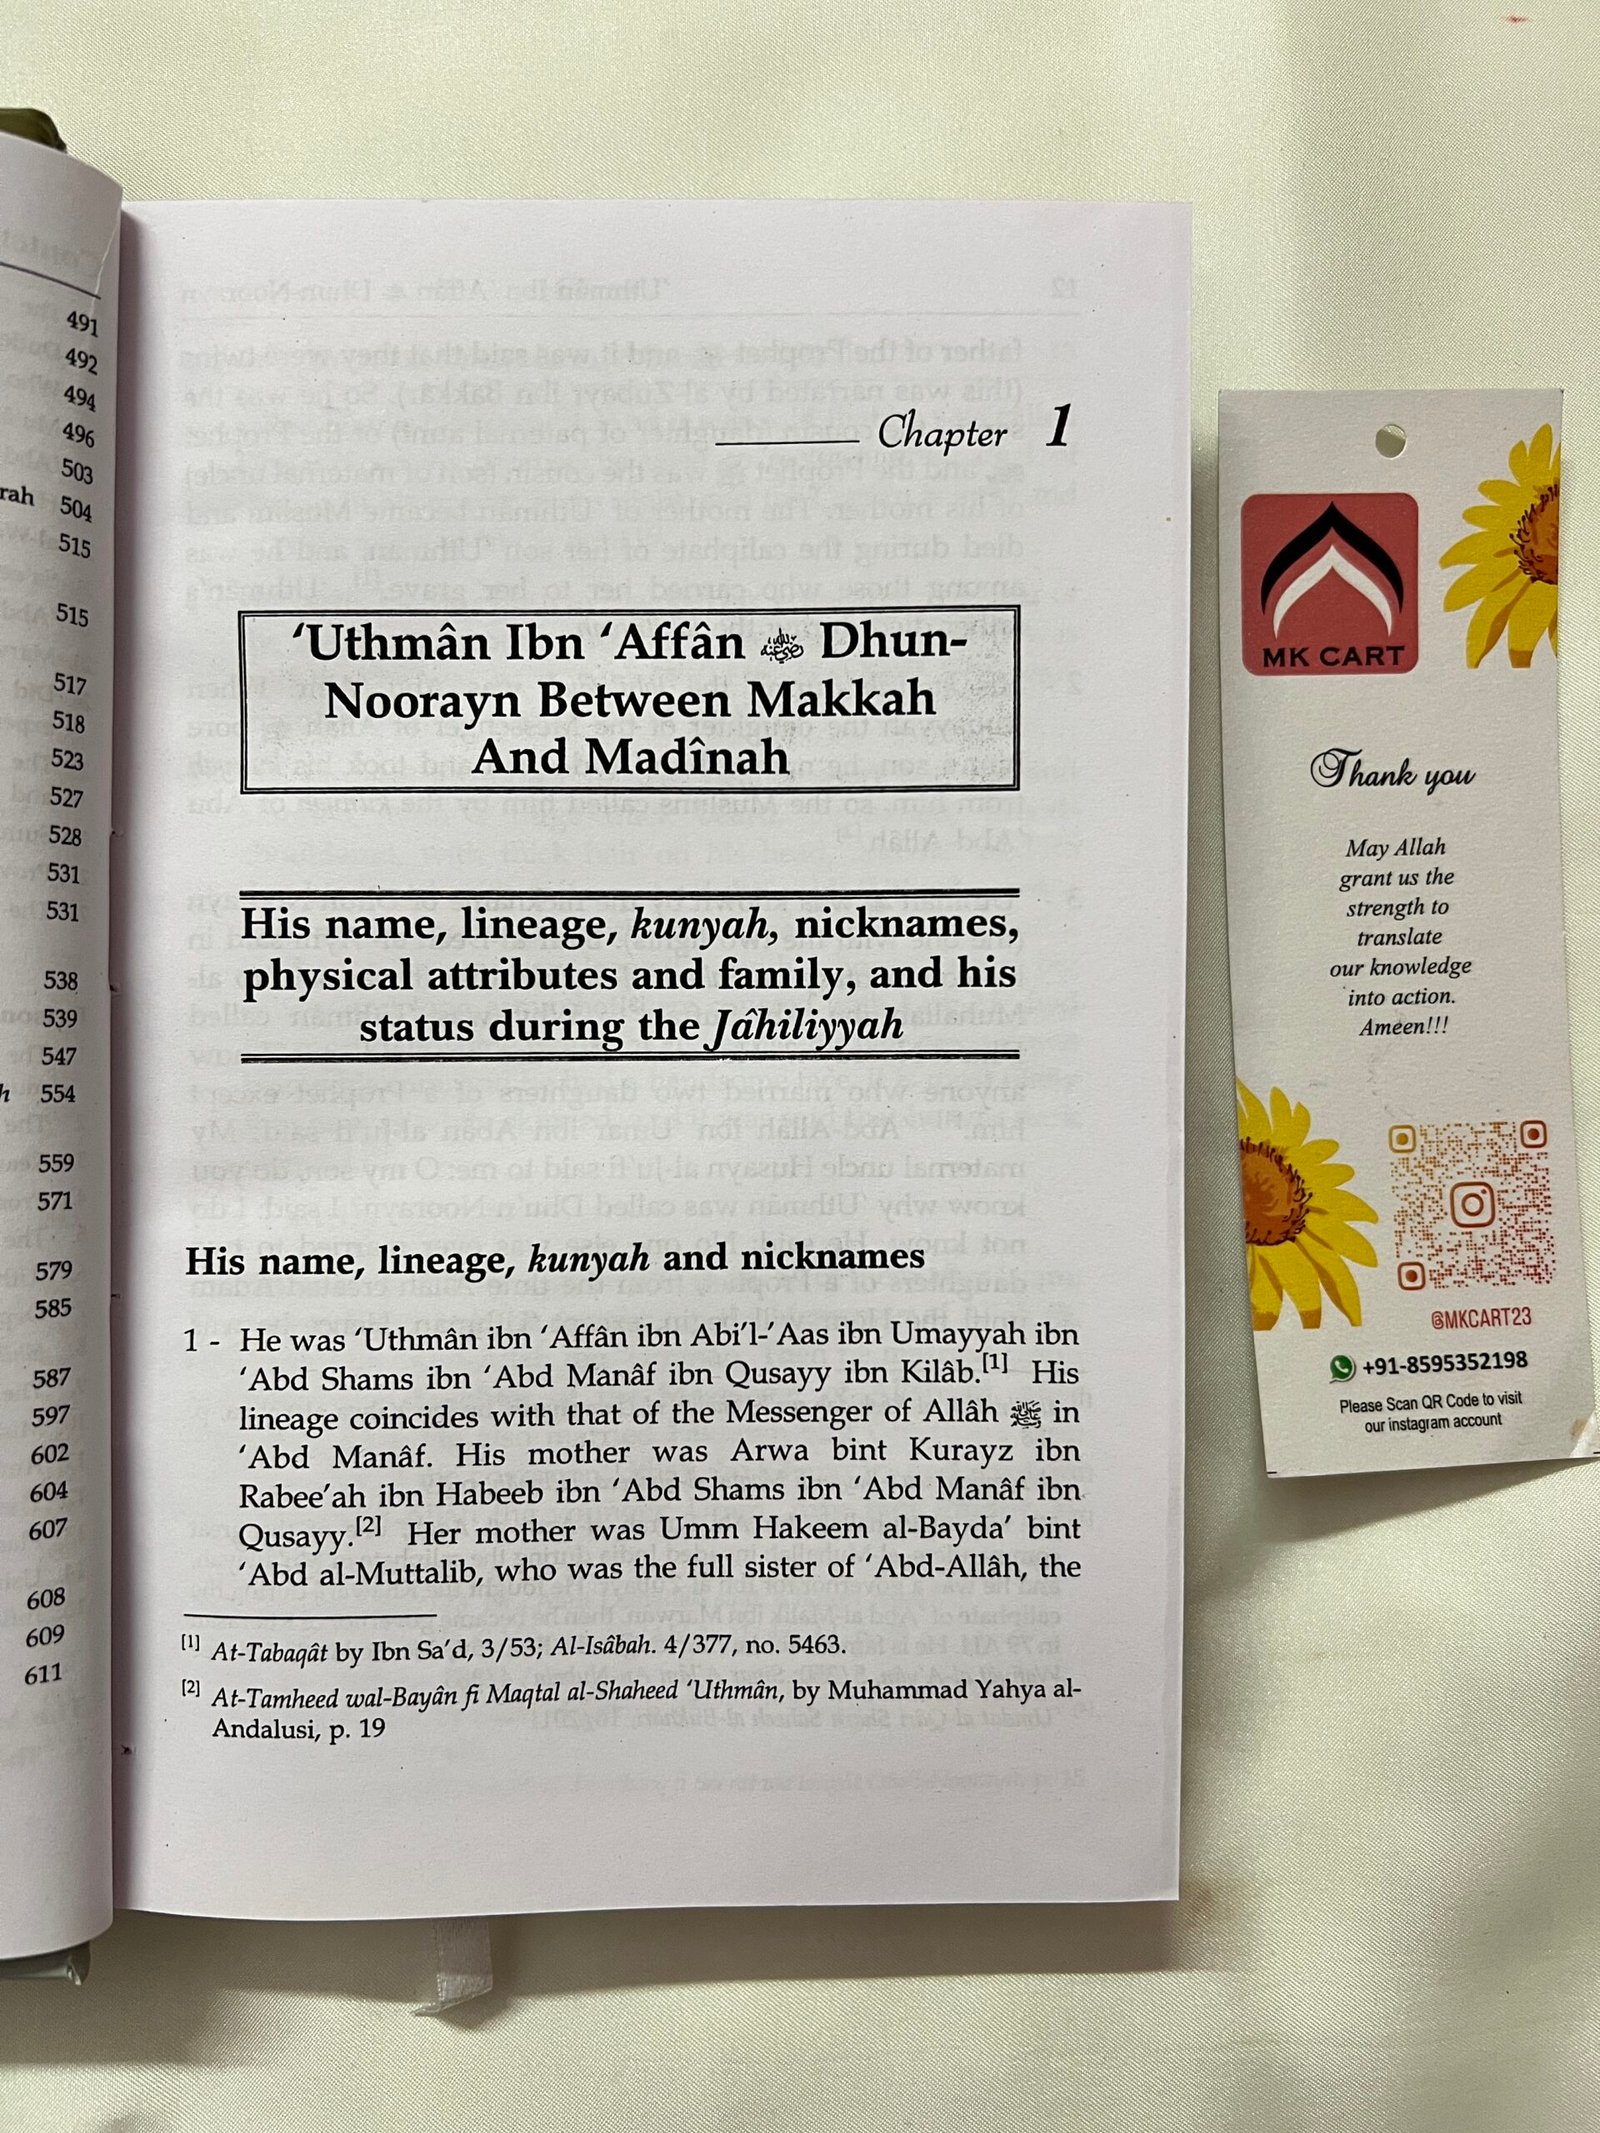 491
492
494
496
503
rah 504
515
515
517
518
523
527
528
531
531
538
539
547
h 554
559
571
579
585
587
597
602
604
607
608
609
611
Chapter 1
‘Uthmân Ibn ‘Affân رضي الله عنه Dhun-
Noorayn Between Makkah
And Madînah
His name, lineage, kunyah, nicknames,
physical attributes and family, and his
status during the Jâhiliyyah
His name, lineage, kunyah and nicknames
1 - He was ‘Uthmân ibn ‘Affân ibn Abi’l-’Aas ibn Umayyah ibn
‘Abd Shams ibn ‘Abd Manâf ibn Qusayy ibn Kilâb.[1] His
lineage coincides with that of the Messenger of Allâh ﷺ in
‘Abd Manâf. His mother was Arwa bint Kurayz ibn
Rabee’ah ibn Habeeb ibn ‘Abd Shams ibn ‘Abd Manâf ibn
Qusayy.[2] Her mother was Umm Hakeem al-Bayda’ bint
‘Abd al-Muttalib, who was the full sister of ‘Abd-Allâh, the
[1] At-Tabaqât by Ibn Sa’d, 3/53; Al-Isâbah. 4/377, no. 5463.
[2] At-Tamheed wal-Bayân fi Maqtal al-Shaheed ‘Uthmân, by Muhammad Yahya al-
Andalusi, p. 19
MK CART
Thank you
May Allah
grant us the
strength to
translate
our knowledge
into action.
Ameen!!!
@MKCART23
+91-8595352198
Please Scan QR Code to visit
our instagram account